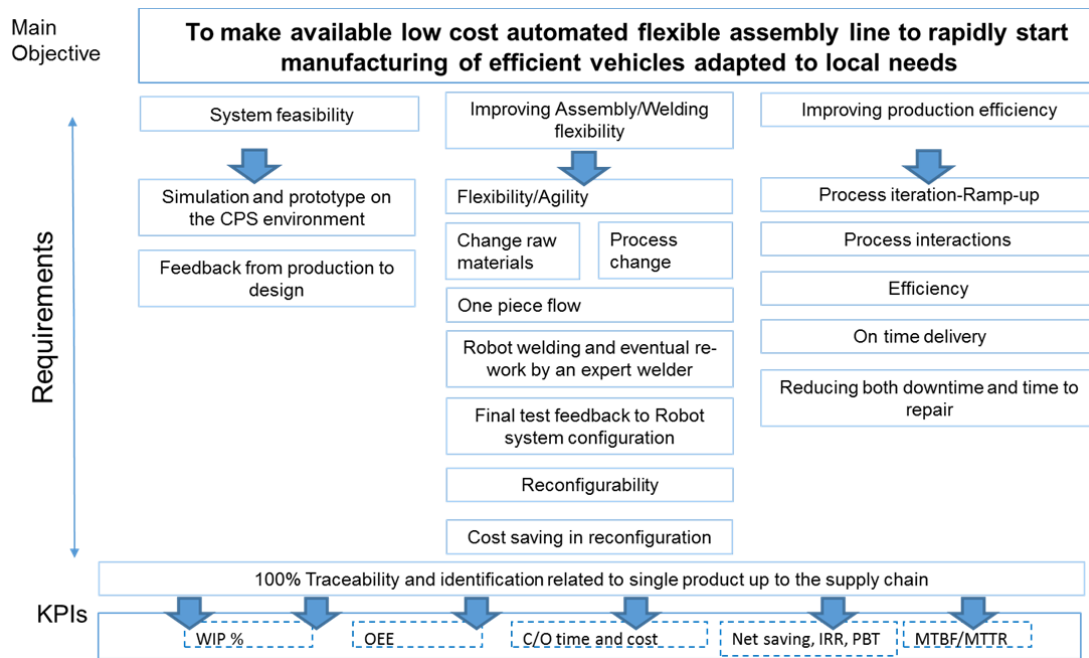 Main
Objective
To make available low cost automated flexible assembly line to rapidly start
manufacturing of efficient vehicles adapted to local needs
Requirements
System feasibility
Simulation and prototype on
the CPS environment
Feedback from production to
design
Improving Assembly/Welding
flexibility
Flexibility/Agility
Change raw
materials
Process
change
One piece flow
Robot welding and eventual re-
work by an expert welder
Final test feedback to Robot
system configuration
Reconfigurability
Cost saving in reconfiguration
Improving production efficiency
Process iteration-Ramp-up
Process interactions
Efficiency
On time delivery
Reducing both downtime and time to
repair
100% Traceability and identification related to single product up to the supply chain
KPIs
WIP %
OEE
C/O time and cost
Net saving, IRR, PBT
MTBF/MTTR